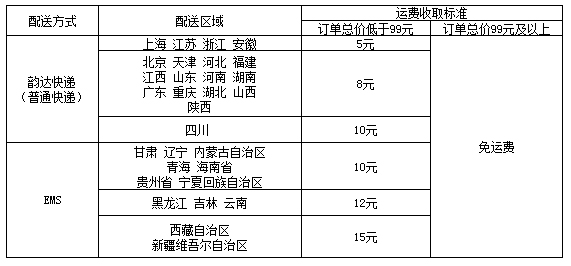 配送方式 配送区域 运费收取标准
订单总价低于99元 订单总价99元及以上
韵达快递
（普通快递）
上海 江苏 浙江 安徽 5元
北京 天津 河北 福建
江西 山东 河南 湖南
广东 重庆 湖北 山西
陕西
8元
四川 10元
免运费
EMS
甘肃 辽宁 内蒙古自治区
青海 海南省
贵州省 宁夏回族自治区
10元
黑龙江 吉林 云南 12元
西藏自治区
新疆维吾尔自治区
15元